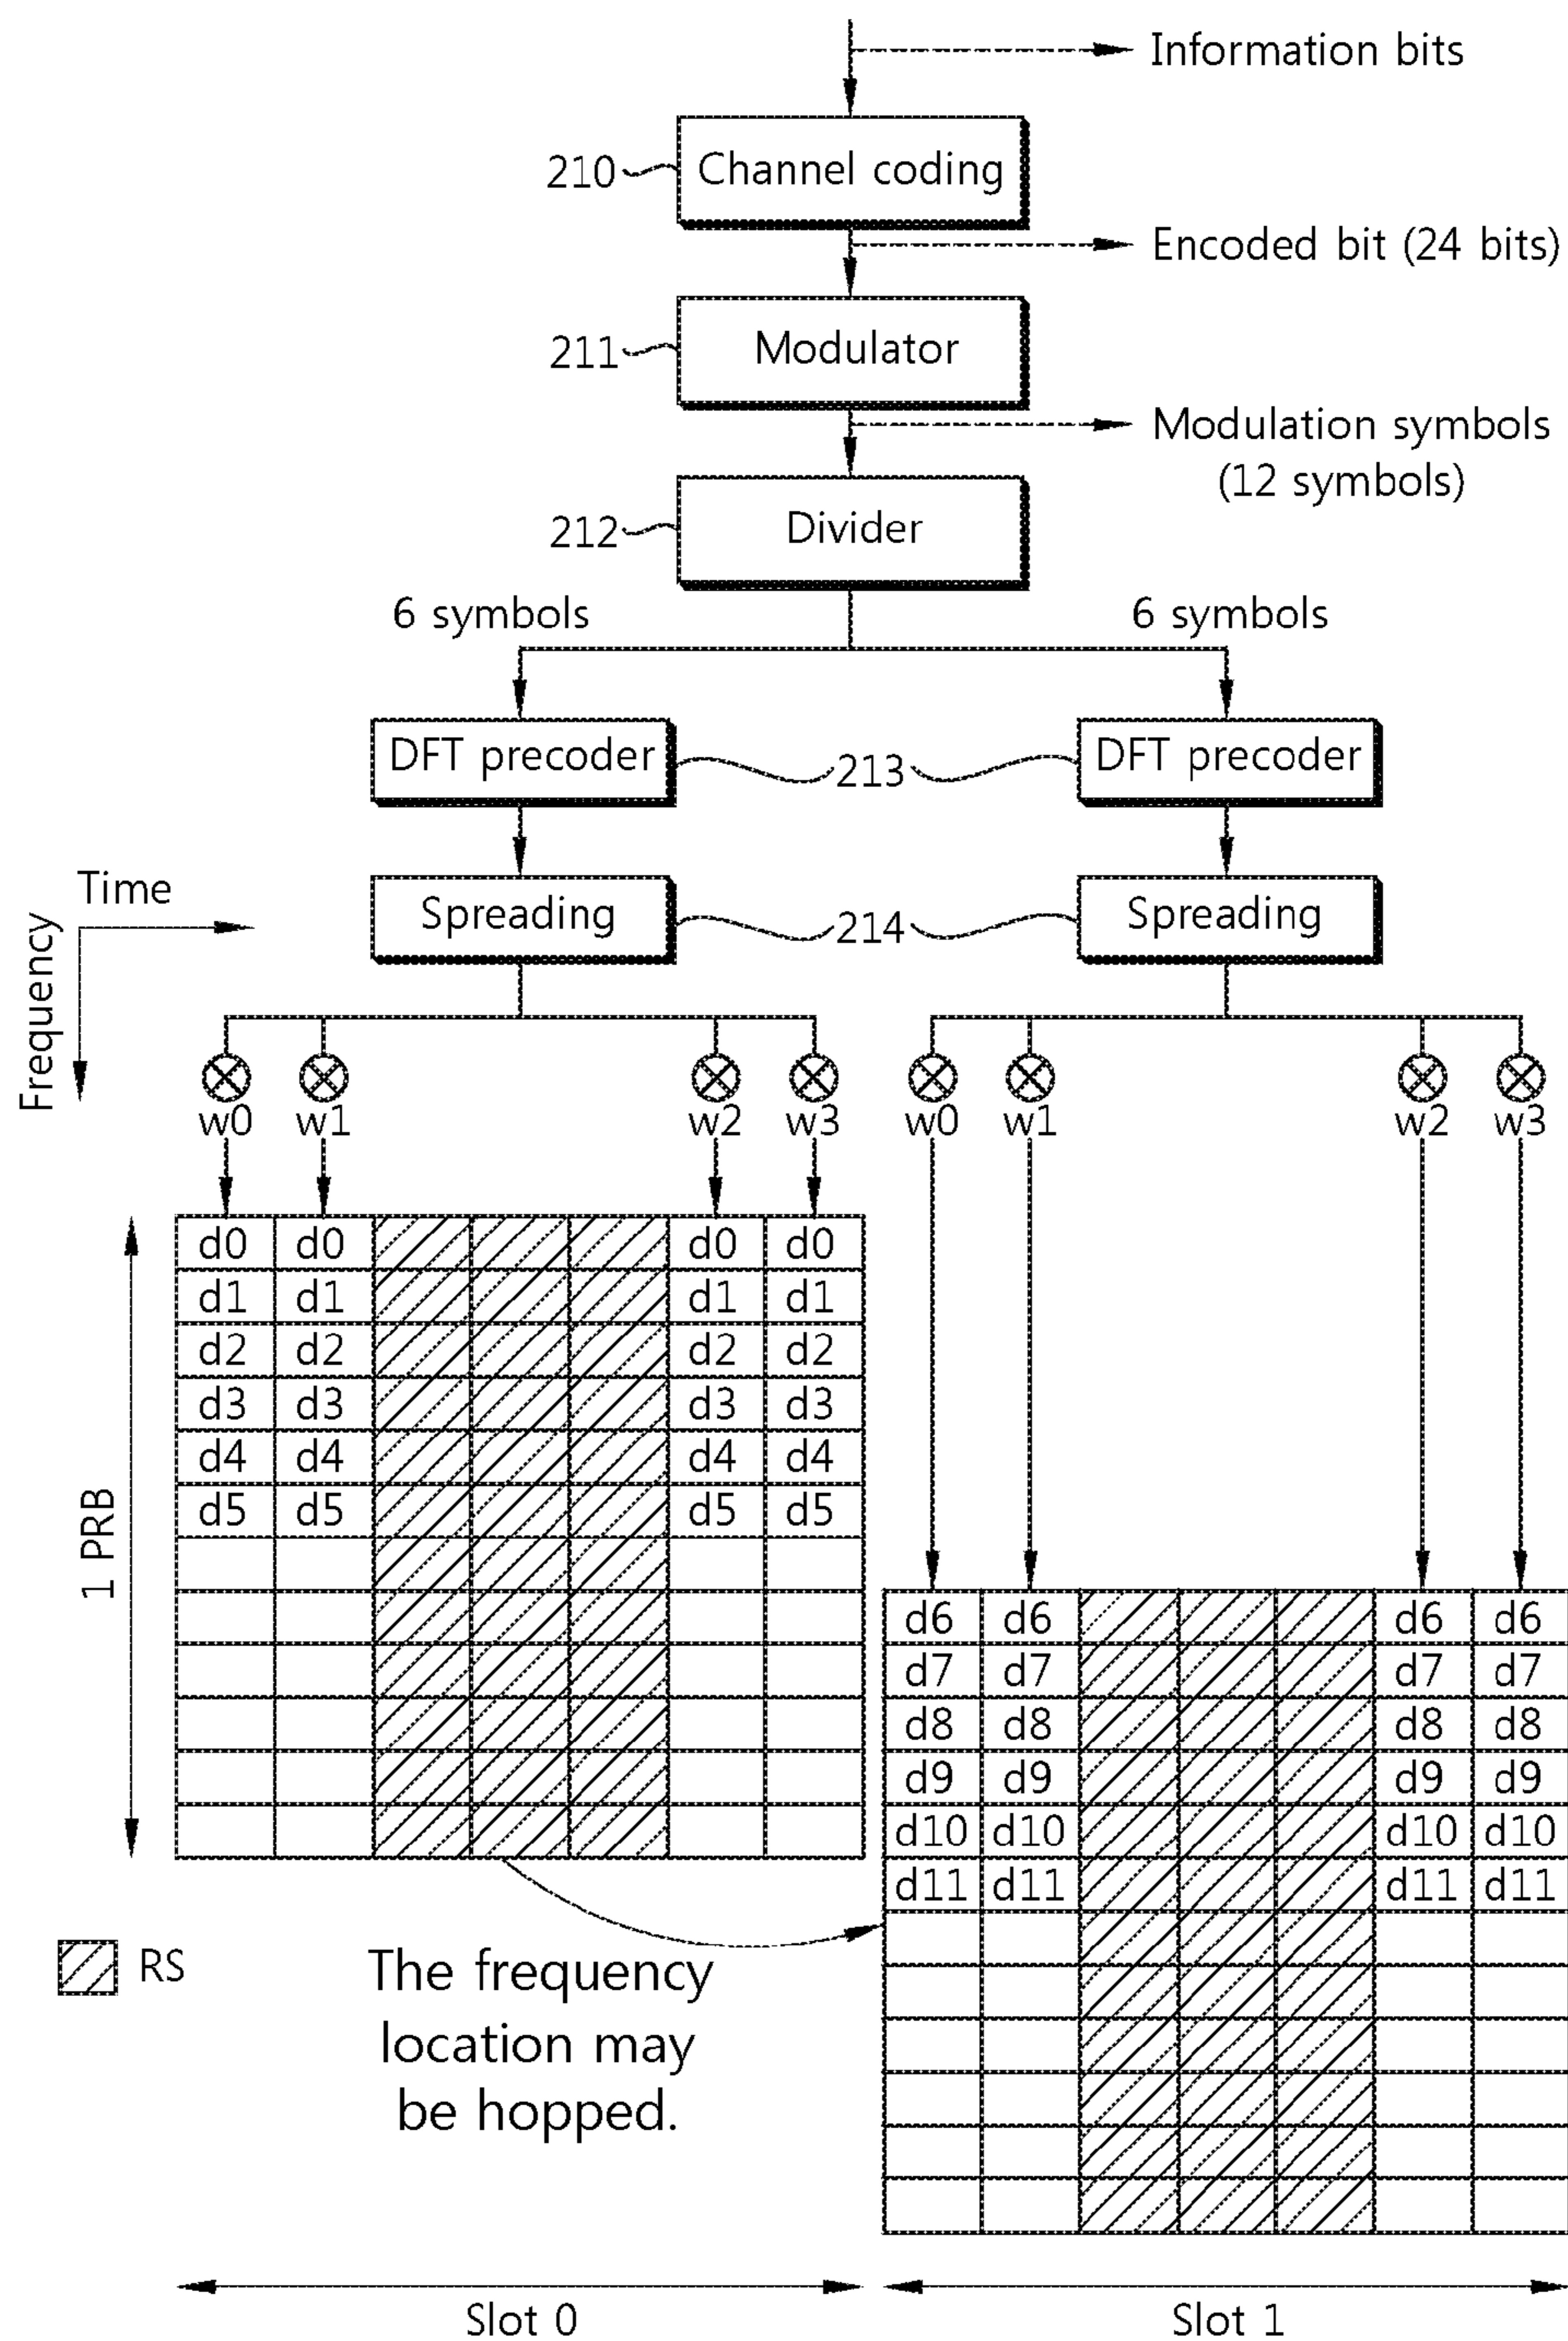 Information bits
210
Channel coding
Encoded bit (24 bits)
211
Modulator
Modulation symbols
(12 symbols)
212
Divider
6 symbols
6 symbols
DFT precoder
213
DFT precoder
Time
Frequency
Spreading
214
Spreading
w0 w1 w2 w3 w0 w1 w2 w3
1 PRB
d0 d0 d0 d0
d1 d1 d1 d1
d2 d2 d2 d2
d3 d3 d3 d3
d4 d4 d4 d4
d5 d5 d5 d5
d6 d6 d6 d6
d7 d7 d7 d7
d8 d8 d8 d8
d9 d9 d9 d9
d10 d10 d10 d10
d11 d11 d11 d11
RS
The frequency
location may
be hopped.
Slot 0
Slot 1